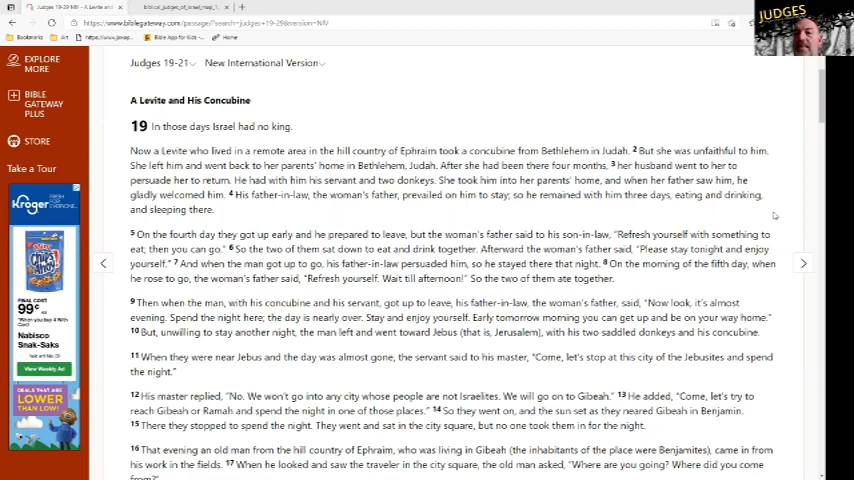 Judges 19-29 NIV - A Levite and
biblical_judges_of_israel_map_1.
https://www.biblegateway.com/passage/?search=judges+19-29&version=NIV
Bookmarks
Art
Bible App for Kids -
Home
JUDGES
EXPLORE
MORE
BIBLE
GATEWAY
PLUS
STORE
Take a Tour
Kroger
FRESH FOR EVERYONE
CHIPS AHOY!
FINAL COST
99¢
Nabisco
Snak-Saks
View Weekly Ad
DEALS THAT ARE
LOWER
THAN LOW!
Judges 19-21 New International Version
A Levite and His Concubine
19 In those days Israel had no king.
Now a Levite who lived in a remote area in the hill country of Ephraim took a concubine from Bethlehem in Judah. 2 But she was unfaithful to him.
She left him and went back to her parents' home in Bethlehem, Judah. After she had been there four months, 3 her husband went to her to
persuade her to return. He had with him his servant and two donkeys. She took him into her parents' home, and when her father saw him, he
gladly welcomed him. 4 His father-in-law, the woman's father, prevailed on him to stay; so he remained with him three days, eating and drinking,
and sleeping there.
5 On the fourth day they got up early and he prepared to leave, but the woman's father said to his son-in-law, “Refresh yourself with something to
eat; then you can go.” 6 So the two of them sat down to eat and drink together. Afterward the woman's father said, “Please stay tonight and enjoy
yourself.” 7 And when the man got up to go, his father-in-law persuaded him, so he stayed there that night. 8 On the morning of the fifth day, when
he rose to go, the woman's father said, “Refresh yourself. Wait till afternoon!” So the two of them ate together.
9 Then when the man, with his concubine and his servant, got up to leave, his father-in-law, the woman's father, said, “Now look, it's almost
evening. Spend the night here; the day is nearly over. Stay and enjoy yourself. Early tomorrow morning you can get up and be on your way home.”
10 But, unwilling to stay another night, the man left and went toward Jebus (that is, Jerusalem), with his two saddled donkeys and his concubine.
11 When they were near Jebus and the day was almost gone, the servant said to his master, “Come, let's stop at this city of the Jebusites and spend
the night.”
12 His master replied, “No. We won't go into any city whose people are not Israelites. We will go on to Gibeah.” 13 He added, “Come, let's try to
reach Gibeah or Ramah and spend the night in one of those places.” 14 So they went on, and the sun set as they neared Gibeah in Benjamin.
15 There they stopped to spend the night. They went and sat in the city square, but no one took them in for the night.
16 That evening an old man from the hill country of Ephraim, who was living in Gibeah (the inhabitants of the place were Benjamites), came in from
his work in the fields. 17 When he looked and saw the traveler in the city square, the old man asked, “Where are you going? Where did you come
from?”